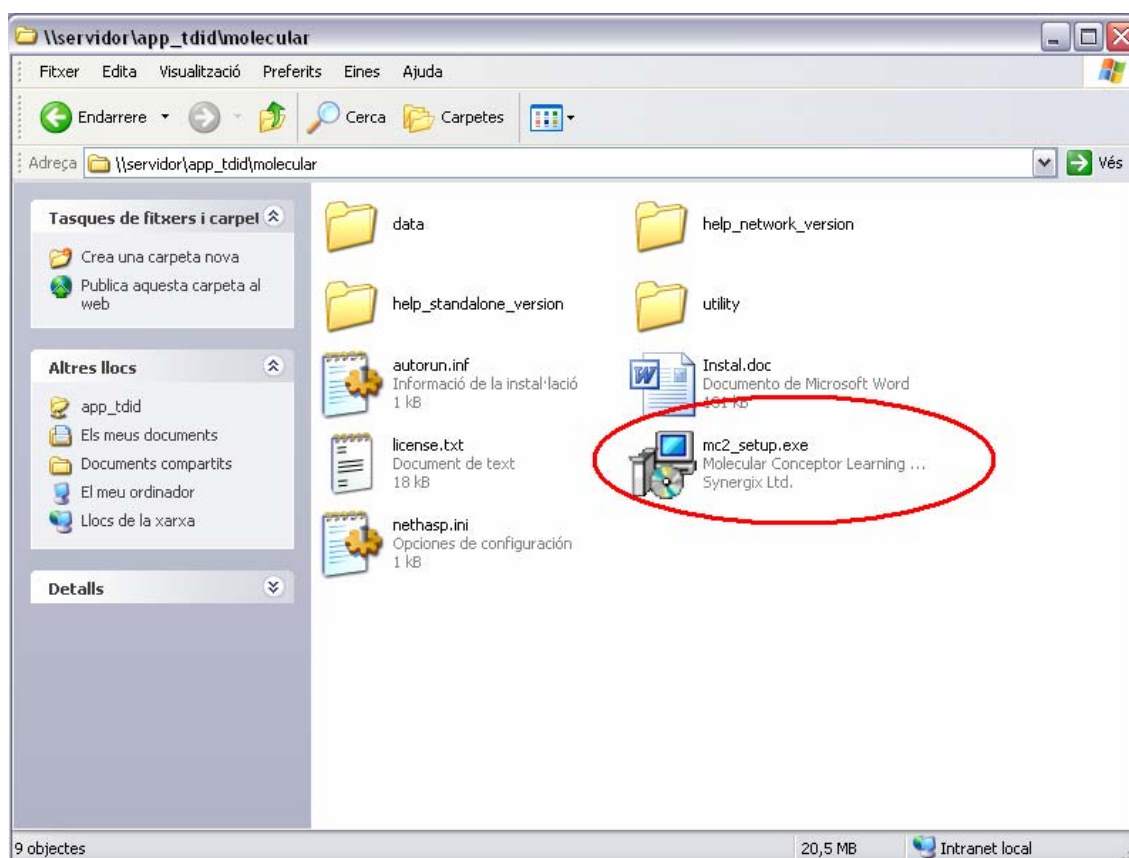 \\servidor\app_tdid\molecular
Fitxer Edita Visualització Preferits Eines Ajuda
Endarrere Cerca Carpetes
Adreça \\servidor\app_tdid\molecular Vés
Tasques de fitxers i carpet
Crea una carpeta nova
Publica aquesta carpeta al
web
Altres llocs
app_tdid
Els meus documents
Documents compartits
El meu ordinador
Llocs de la xarxa
Detalls
data
help_network_version
help_standalone_version
utility
autorun.inf
Informació de la instal·lació
1 kB
Instal.doc
Documento de Microsoft Word
license.txt
Document de text
18 kB
mc2_setup.exe
Molecular Conceptor Learning ...
Synergix Ltd.
nethasp.ini
Opciones de configuración
1 kB
9 objectes 20,5 MB Intranet local